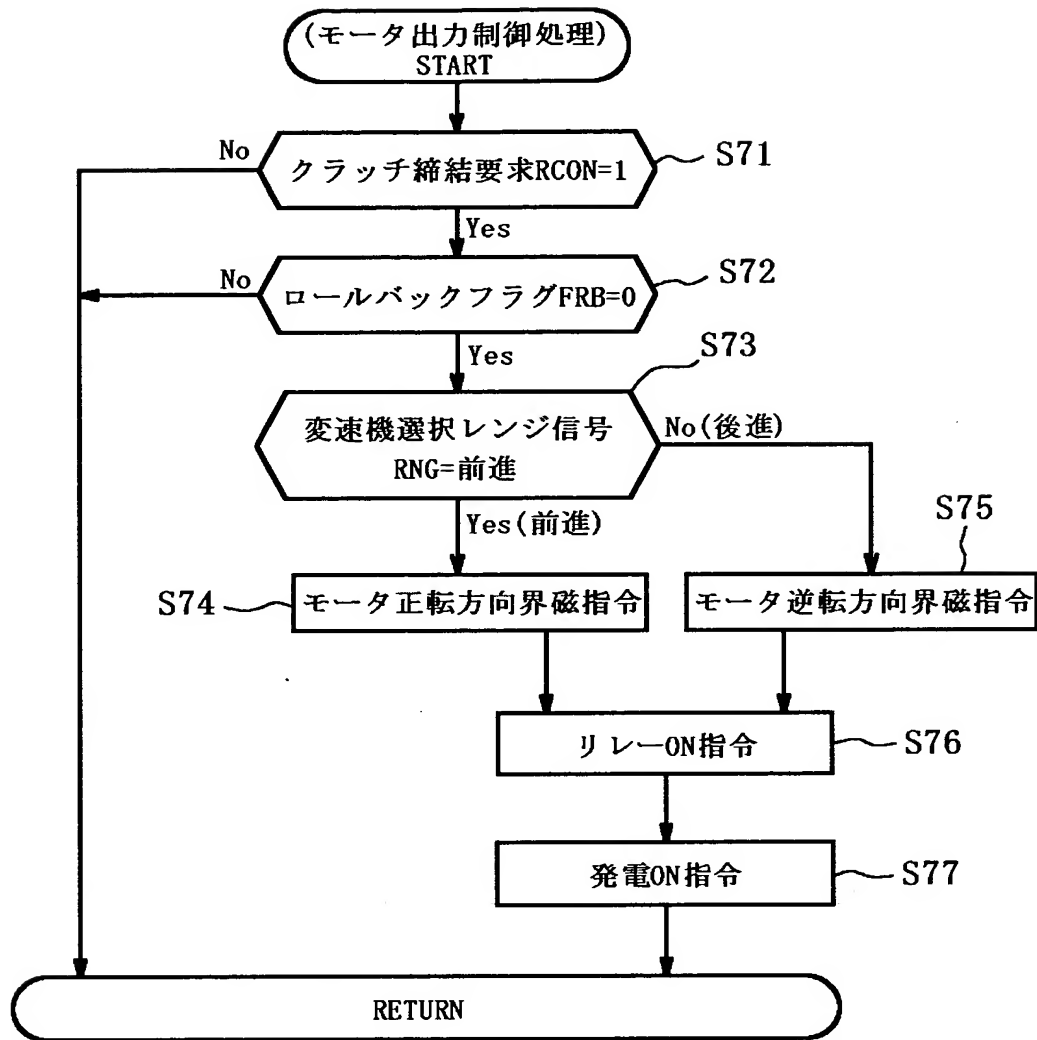 (モータ出力制御処理)
START
No
クラッチ締結要求RCON=1
S71
Yes
No
ロールバックフラグFRB=0
S72
Yes
S73
変速機選択レンジ信号
RNG=前進
No(後進)
Yes(前進)
S75
S74
モータ正転方向界磁指令
モータ逆転方向界磁指令
リレーON指令
S76
発電ON指令
S77
RETURN